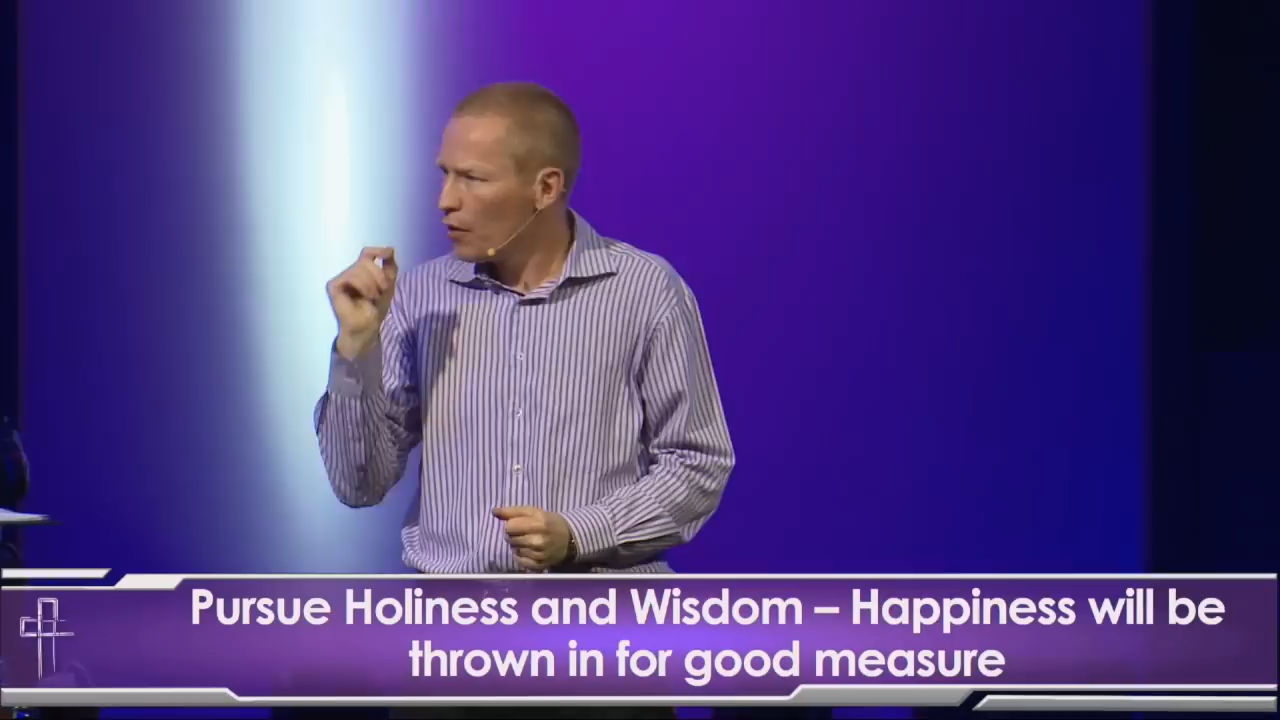 Pursue Holiness and Wisdom – Happiness will be
thrown in for good measure